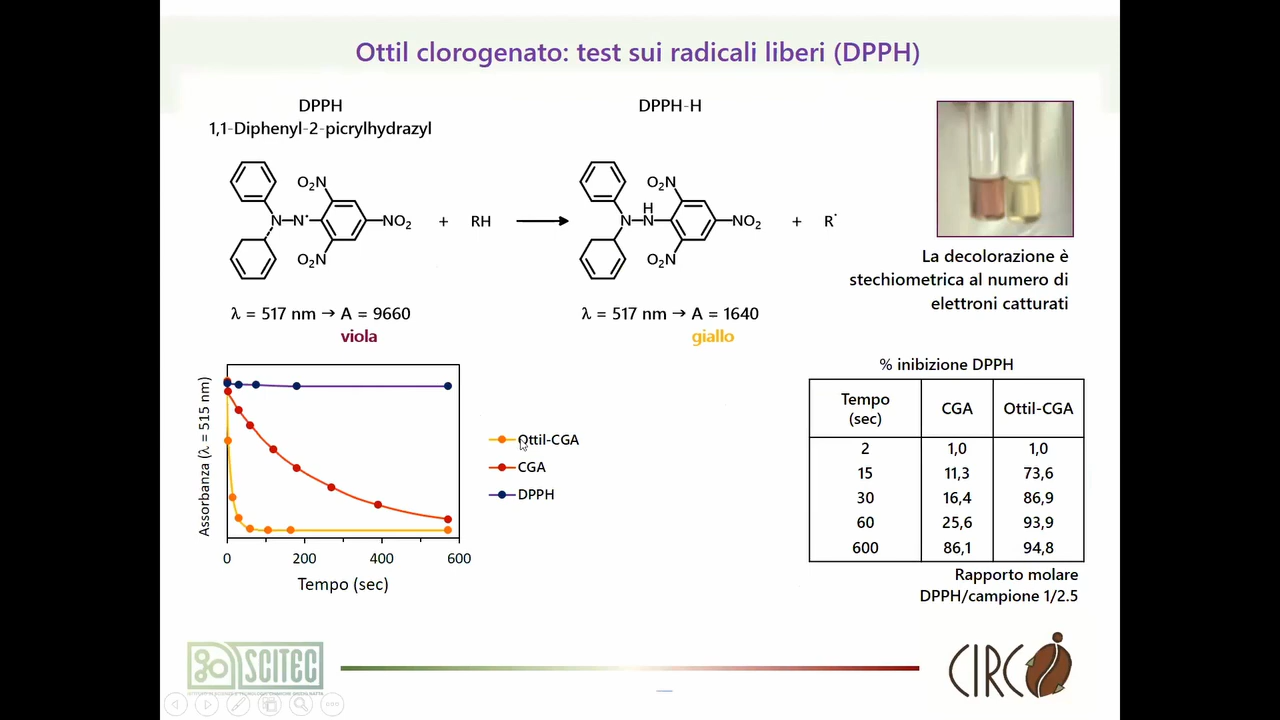 Ottil clorogenato: test sui radicali liberi (DPPH)
DPPH
1,1-Diphenyl-2-picrylhydrazyl
DPPH-H
O₂N
N
N·
NO₂
O₂N
+
RH
O₂N
H
N
N
NO₂
O₂N
+
R·
La decolorazione è
stechiometrica al numero di
elettroni catturati
λ = 517 nm → A = 9660
viola
λ = 517 nm → A = 1640
giallo
Assorbanza (λ = 515 nm)
0 200 400 600
Tempo (sec)
Ottil-CGA
CGA
DPPH
% inibizione DPPH
Tempo (sec) CGA Ottil-CGA
2 1,0 1,0
15 11,3 73,6
30 16,4 86,9
60 25,6 93,9
600 86,1 94,8
Rapporto molare
DPPH/campione 1/2.5
SCITEC
CIRCO